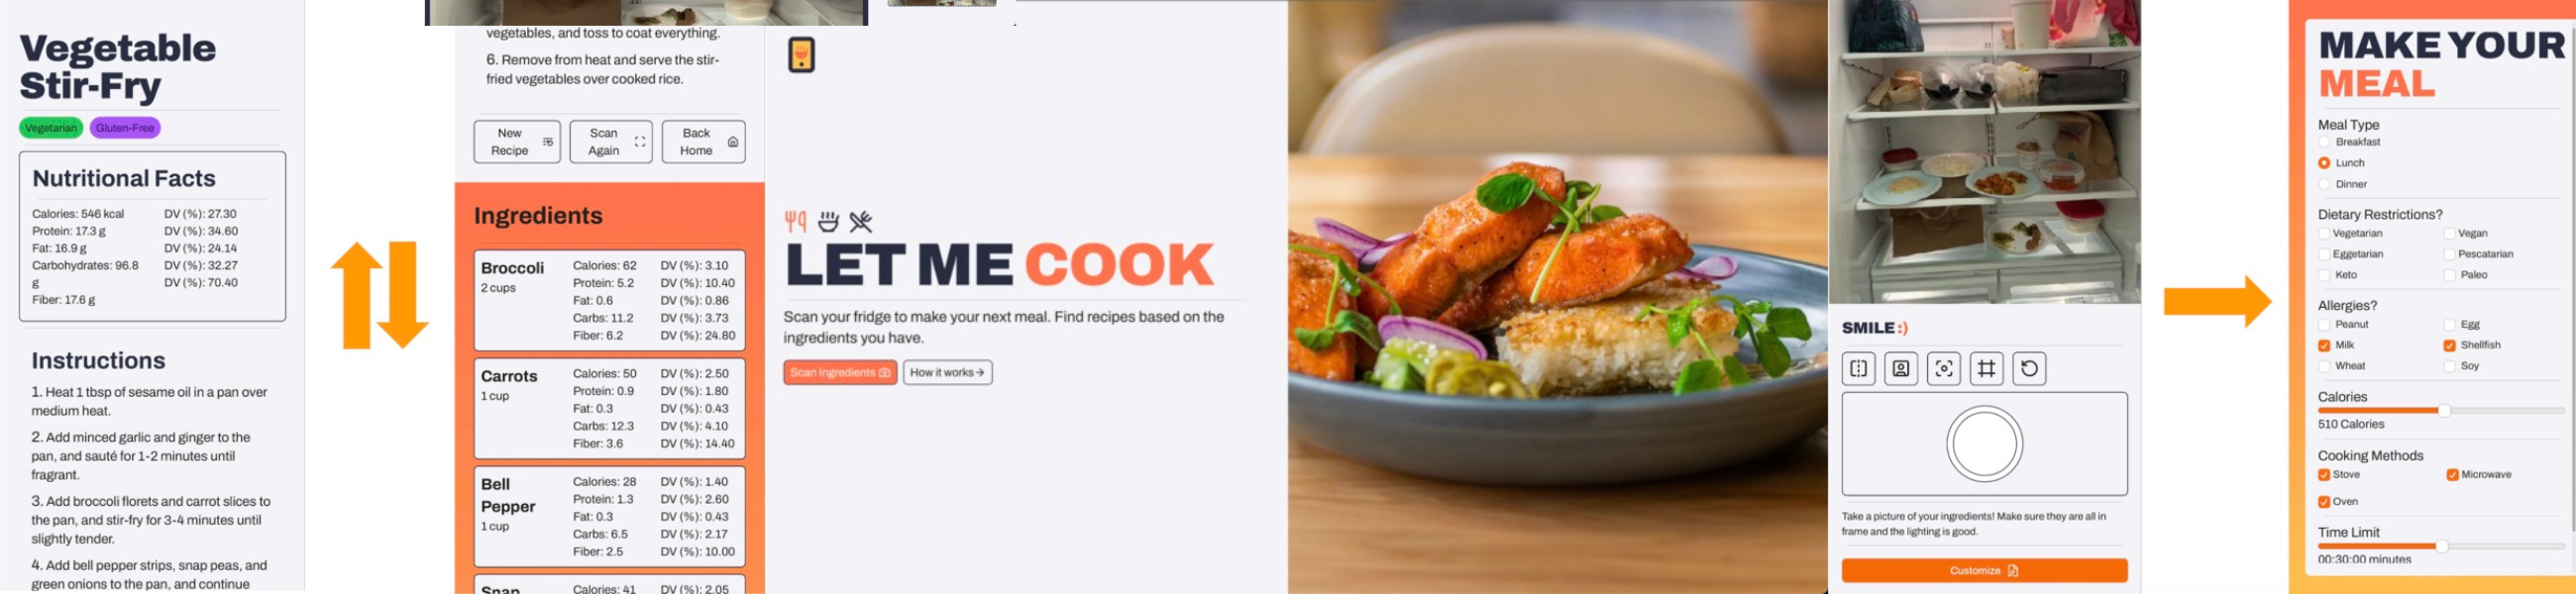 Vegetable
Stir-Fry
Vegetarian
Gluten-Free
Nutritional Facts
Calories: 546 kcal
DV (%): 27.30
Protein: 17.3 g
DV (%): 34.60
Fat: 16.9 g
DV (%): 24.14
Carbohydrates: 96.8
g
DV (%): 32.27
Fiber: 17.6 g
DV (%): 70.40
Instructions
1. Heat 1 tbsp of sesame oil in a pan over
medium heat.
2. Add minced garlic and ginger to the
pan, and sauté for 1-2 minutes until
fragrant.
3. Add broccoli florets and carrot slices to
the pan, and stir-fry for 3-4 minutes until
slightly tender.
4. Add bell pepper strips, snap peas, and
green onions to the pan, and continue
vegetables, and toss to coat everything.
6. Remove from heat and serve the stir-
fried vegetables over cooked rice.
New
Recipe
Scan
Again
Back
Home
Ingredients
Broccoli
2 cups
Calories: 62
DV (%): 3.10
Protein: 5.2
DV (%): 10.40
Fat: 0.6
DV (%): 0.86
Carbs: 11.2
DV (%): 3.73
Fiber: 6.2
DV (%): 24.80
Carrots
1 cup
Calories: 50
DV (%): 2.50
Protein: 0.9
DV (%): 1.80
Fat: 0.3
DV (%): 0.43
Carbs: 12.3
DV (%): 4.10
Fiber: 3.6
DV (%): 14.40
Bell
Pepper
1 cup
Calories: 28
DV (%): 1.40
Protein: 1.3
DV (%): 2.60
Fat: 0.3
DV (%): 0.43
Carbs: 6.5
DV (%): 2.17
Fiber: 2.5
DV (%): 10.00
Snap
Calories: 41
DV (%): 2.05
LET ME COOK
Scan your fridge to make your next meal. Find recipes based on the
ingredients you have.
Scan Ingredients
How it works→
SMILE:)
Take a picture of your ingredients! Make sure they are all in
frame and the lighting is good.
Customize
MAKE YOUR
MEAL
Meal Type
Breakfast
Lunch
Dinner
Dietary Restrictions?
Vegetarian
Vegan
Eggetarian
Pescatarian
Keto
Paleo
Allergies?
Peanut
Egg
Milk
Shellfish
Wheat
Soy
Calories
510 Calories
Cooking Methods
Stove
Microwave
Oven
Time Limit
00:30:00 minutes